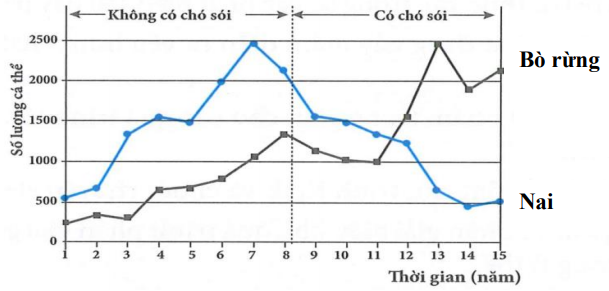 Không có chó sói
Có chó sói
Số lượng cá thể
2500
2000
1500
1000
500
0
Bò rừng
Nai
1 2 3 4 5 6 7 8 9 10 11 12 13 14 15
Thời gian (năm)